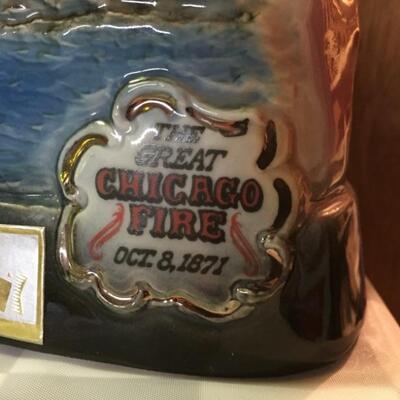 THE
GREAT
CHICAGO
FIRE
OCT. 8, 1871